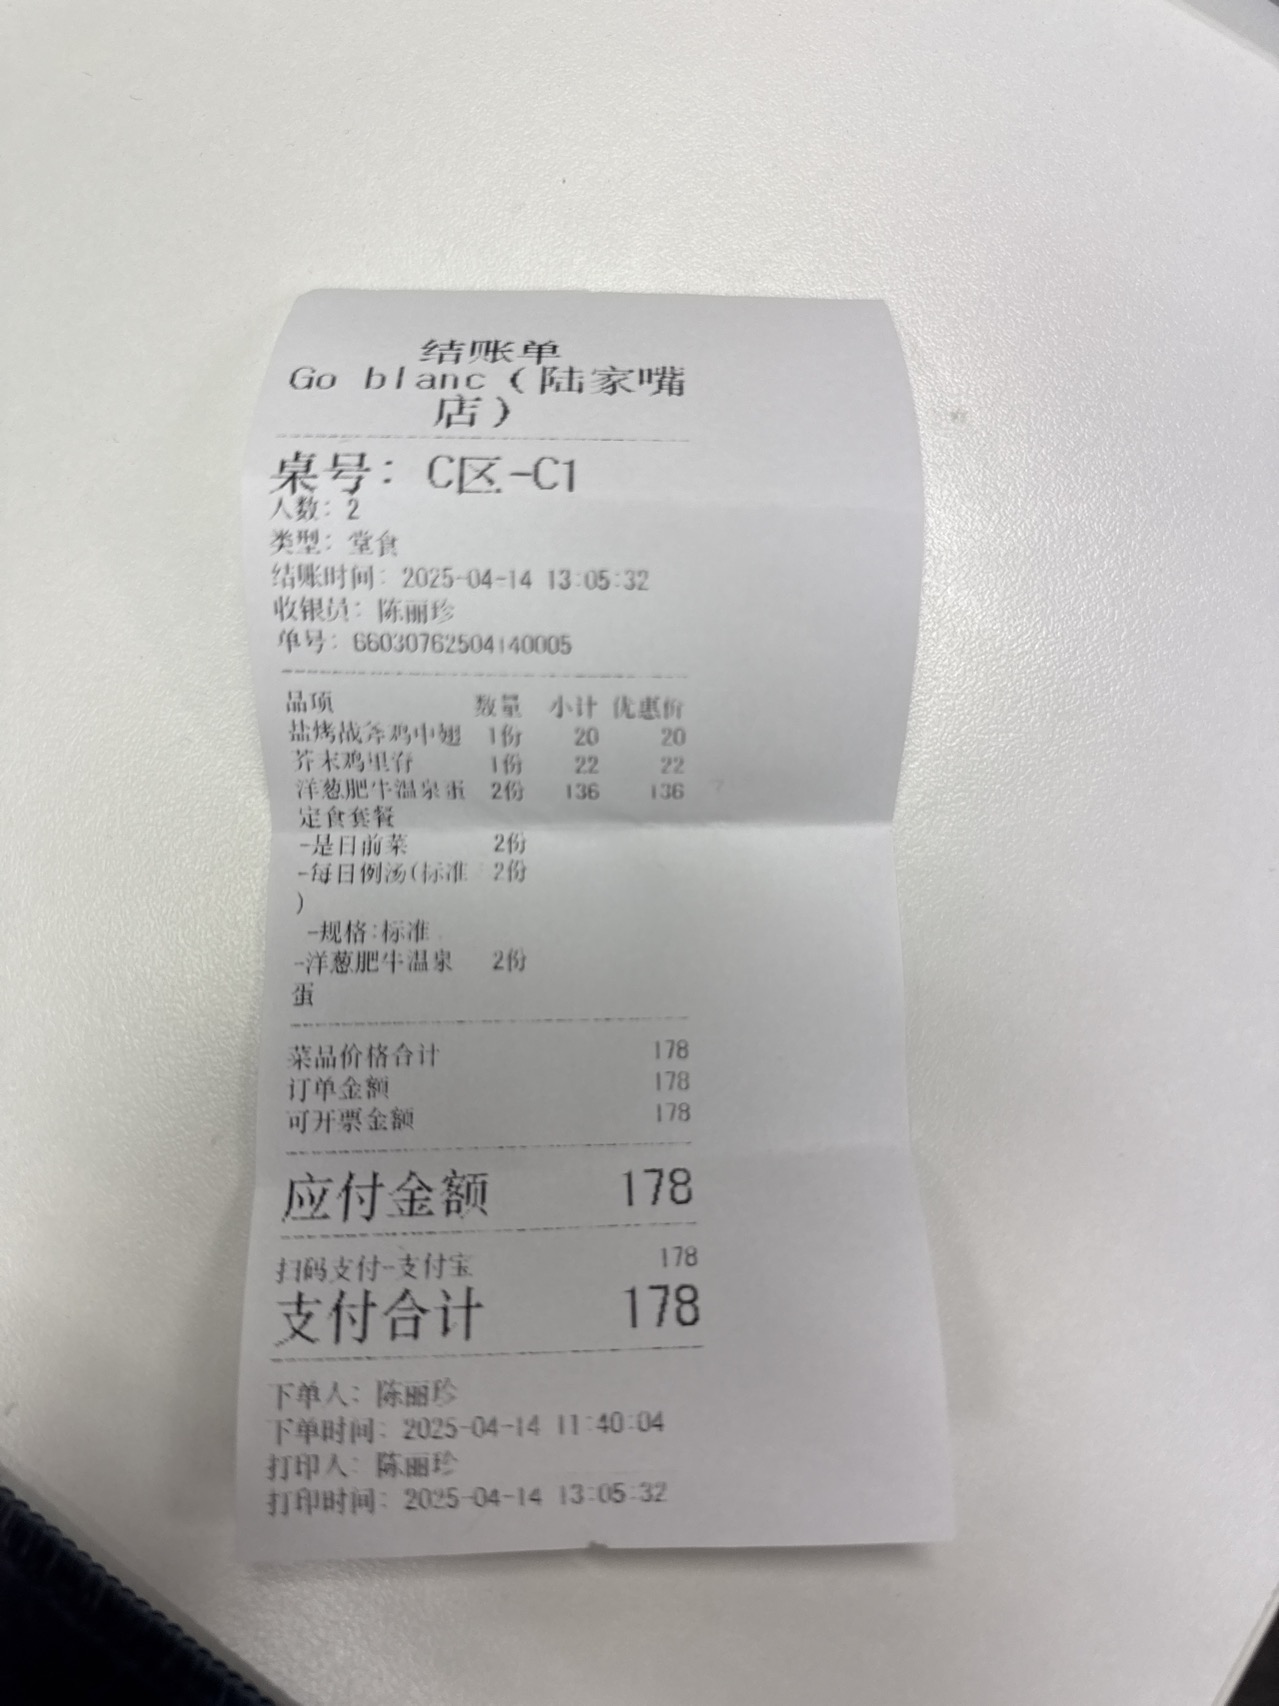 结账单
Go blanc(陆家嘴
店)
桌号: C区-C1
人数: 2
类型: 堂食
结账时间: 2025-04-14 13:05:32
收银员: 陈丽珍
单号: 66030762504140005
品项 数量 小计 优惠价
盐烤战斧鸡中翅 1份 20 20
芥末鸡里脊 1份 22 22
洋葱肥牛温泉蛋 2份 136 136
定食套餐
-是日前菜 2份
-每日例汤(标准 2份
)
-规格:标准
-洋葱肥牛温泉 2份
蛋
菜品价格合计 178
订单金额 178
可开票金额 178
应付金额 178
扫码支付-支付宝 178
支付合计 178
下单人: 陈丽珍
下单时间: 2025-04-14 11:40:04
打印人: 陈丽珍
打印时间: 2025-04-14 13:05:32